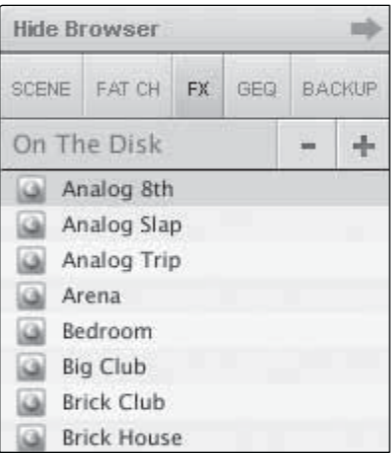 Hide Browser
SCENE FAT CH FX GEQ BACKUP
On The Disk - +
Analog 8th
Analog Slap
Analog Trip
Arena
Bedroom
Big Club
Brick Club
Brick House